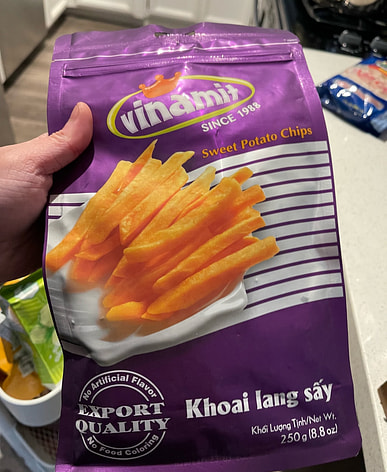 vinamit
SINCE 1988
Sweet Potato Chips
No Artificial Flavor
EXPORT
QUALITY
No Food Coloring
Khoai lang sấy
Khối Lượng Tịnh/Net Wt.
250 g (8.8 oz)